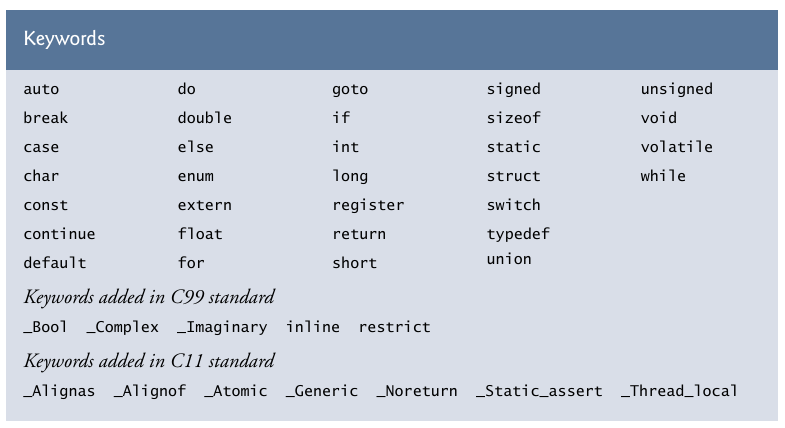 Keywords
auto do goto signed unsigned
break double if sizeof void
case else int static volatile
char enum long struct while
const extern register switch
continue float return typedef
default for short union
Keywords added in C99 standard
_Bool _Complex _Imaginary inline restrict
Keywords added in C11 standard
_Alignas _Alignof _Atomic _Generic _Noreturn _Static_assert _Thread_local